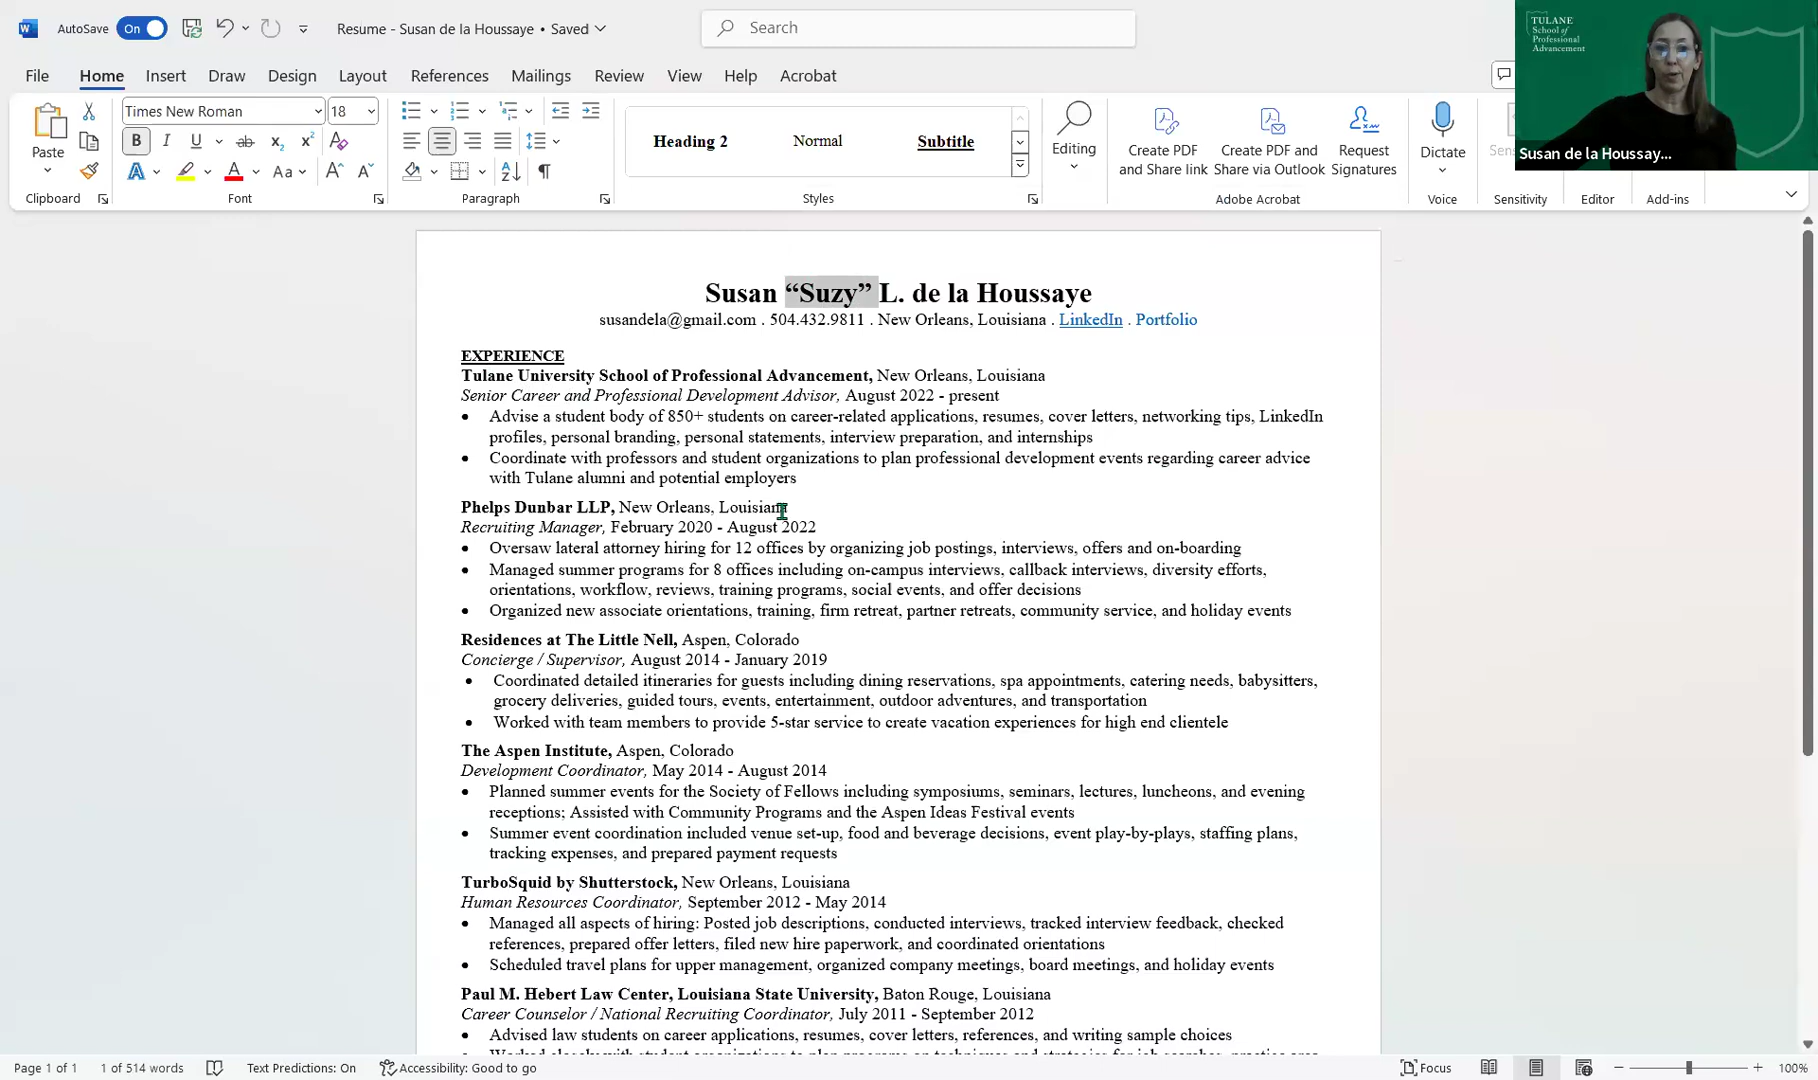 AutoSave On Resume - Susan de la Houssaye • Saved Search
File Home Insert Draw Design Layout References Mailings Review View Help Acrobat
TULANE
School of
Professional
Advancement
Susan de la Houssay...
Paste
Clipboard
Times New Roman 18
B I U ab x₂ x²
A A Aa A A
Font
Paragraph
Heading 2 Normal Subtitle
Styles
Editing
Create PDF
and Share link
Create PDF and
Share via Outlook
Request
Signatures
Adobe Acrobat
Dictate
Voice
Sensitivity
Editor
Add-ins
Susan “Suzy” L. de la Houssaye
susandela@gmail.com . 504.432.9811 . New Orleans, Louisiana . LinkedIn . Portfolio
EXPERIENCE
Tulane University School of Professional Advancement, New Orleans, Louisiana
Senior Career and Professional Development Advisor, August 2022 - present
• Advise a student body of 850+ students on career-related applications, resumes, cover letters, networking tips, LinkedIn
profiles, personal branding, personal statements, interview preparation, and internships
• Coordinate with professors and student organizations to plan professional development events regarding career advice
with Tulane alumni and potential employers
Phelps Dunbar LLP, New Orleans, Louisiana
Recruiting Manager, February 2020 - August 2022
• Oversaw lateral attorney hiring for 12 offices by organizing job postings, interviews, offers and on-boarding
• Managed summer programs for 8 offices including on-campus interviews, callback interviews, diversity efforts,
orientations, workflow, reviews, training programs, social events, and offer decisions
• Organized new associate orientations, training, firm retreat, partner retreats, community service, and holiday events
Residences at The Little Nell, Aspen, Colorado
Concierge / Supervisor, August 2014 - January 2019
• Coordinated detailed itineraries for guests including dining reservations, spa appointments, catering needs, babysitters,
grocery deliveries, guided tours, events, entertainment, outdoor adventures, and transportation
• Worked with team members to provide 5-star service to create vacation experiences for high end clientele
The Aspen Institute, Aspen, Colorado
Development Coordinator, May 2014 - August 2014
• Planned summer events for the Society of Fellows including symposiums, seminars, lectures, luncheons, and evening
receptions; Assisted with Community Programs and the Aspen Ideas Festival events
• Summer event coordination included venue set-up, food and beverage decisions, event play-by-plays, staffing plans,
tracking expenses, and prepared payment requests
TurboSquid by Shutterstock, New Orleans, Louisiana
Human Resources Coordinator, September 2012 - May 2014
• Managed all aspects of hiring: Posted job descriptions, conducted interviews, tracked interview feedback, checked
references, prepared offer letters, filed new hire paperwork, and coordinated orientations
• Scheduled travel plans for upper management, organized company meetings, board meetings, and holiday events
Paul M. Hebert Law Center, Louisiana State University, Baton Rouge, Louisiana
Career Counselor / National Recruiting Coordinator, July 2011 - September 2012
• Advised law students on career applications, resumes, cover letters, references, and writing sample choices
Page 1 of 1 1 of 514 words Text Predictions: On Accessibility: Good to go Focus 100%